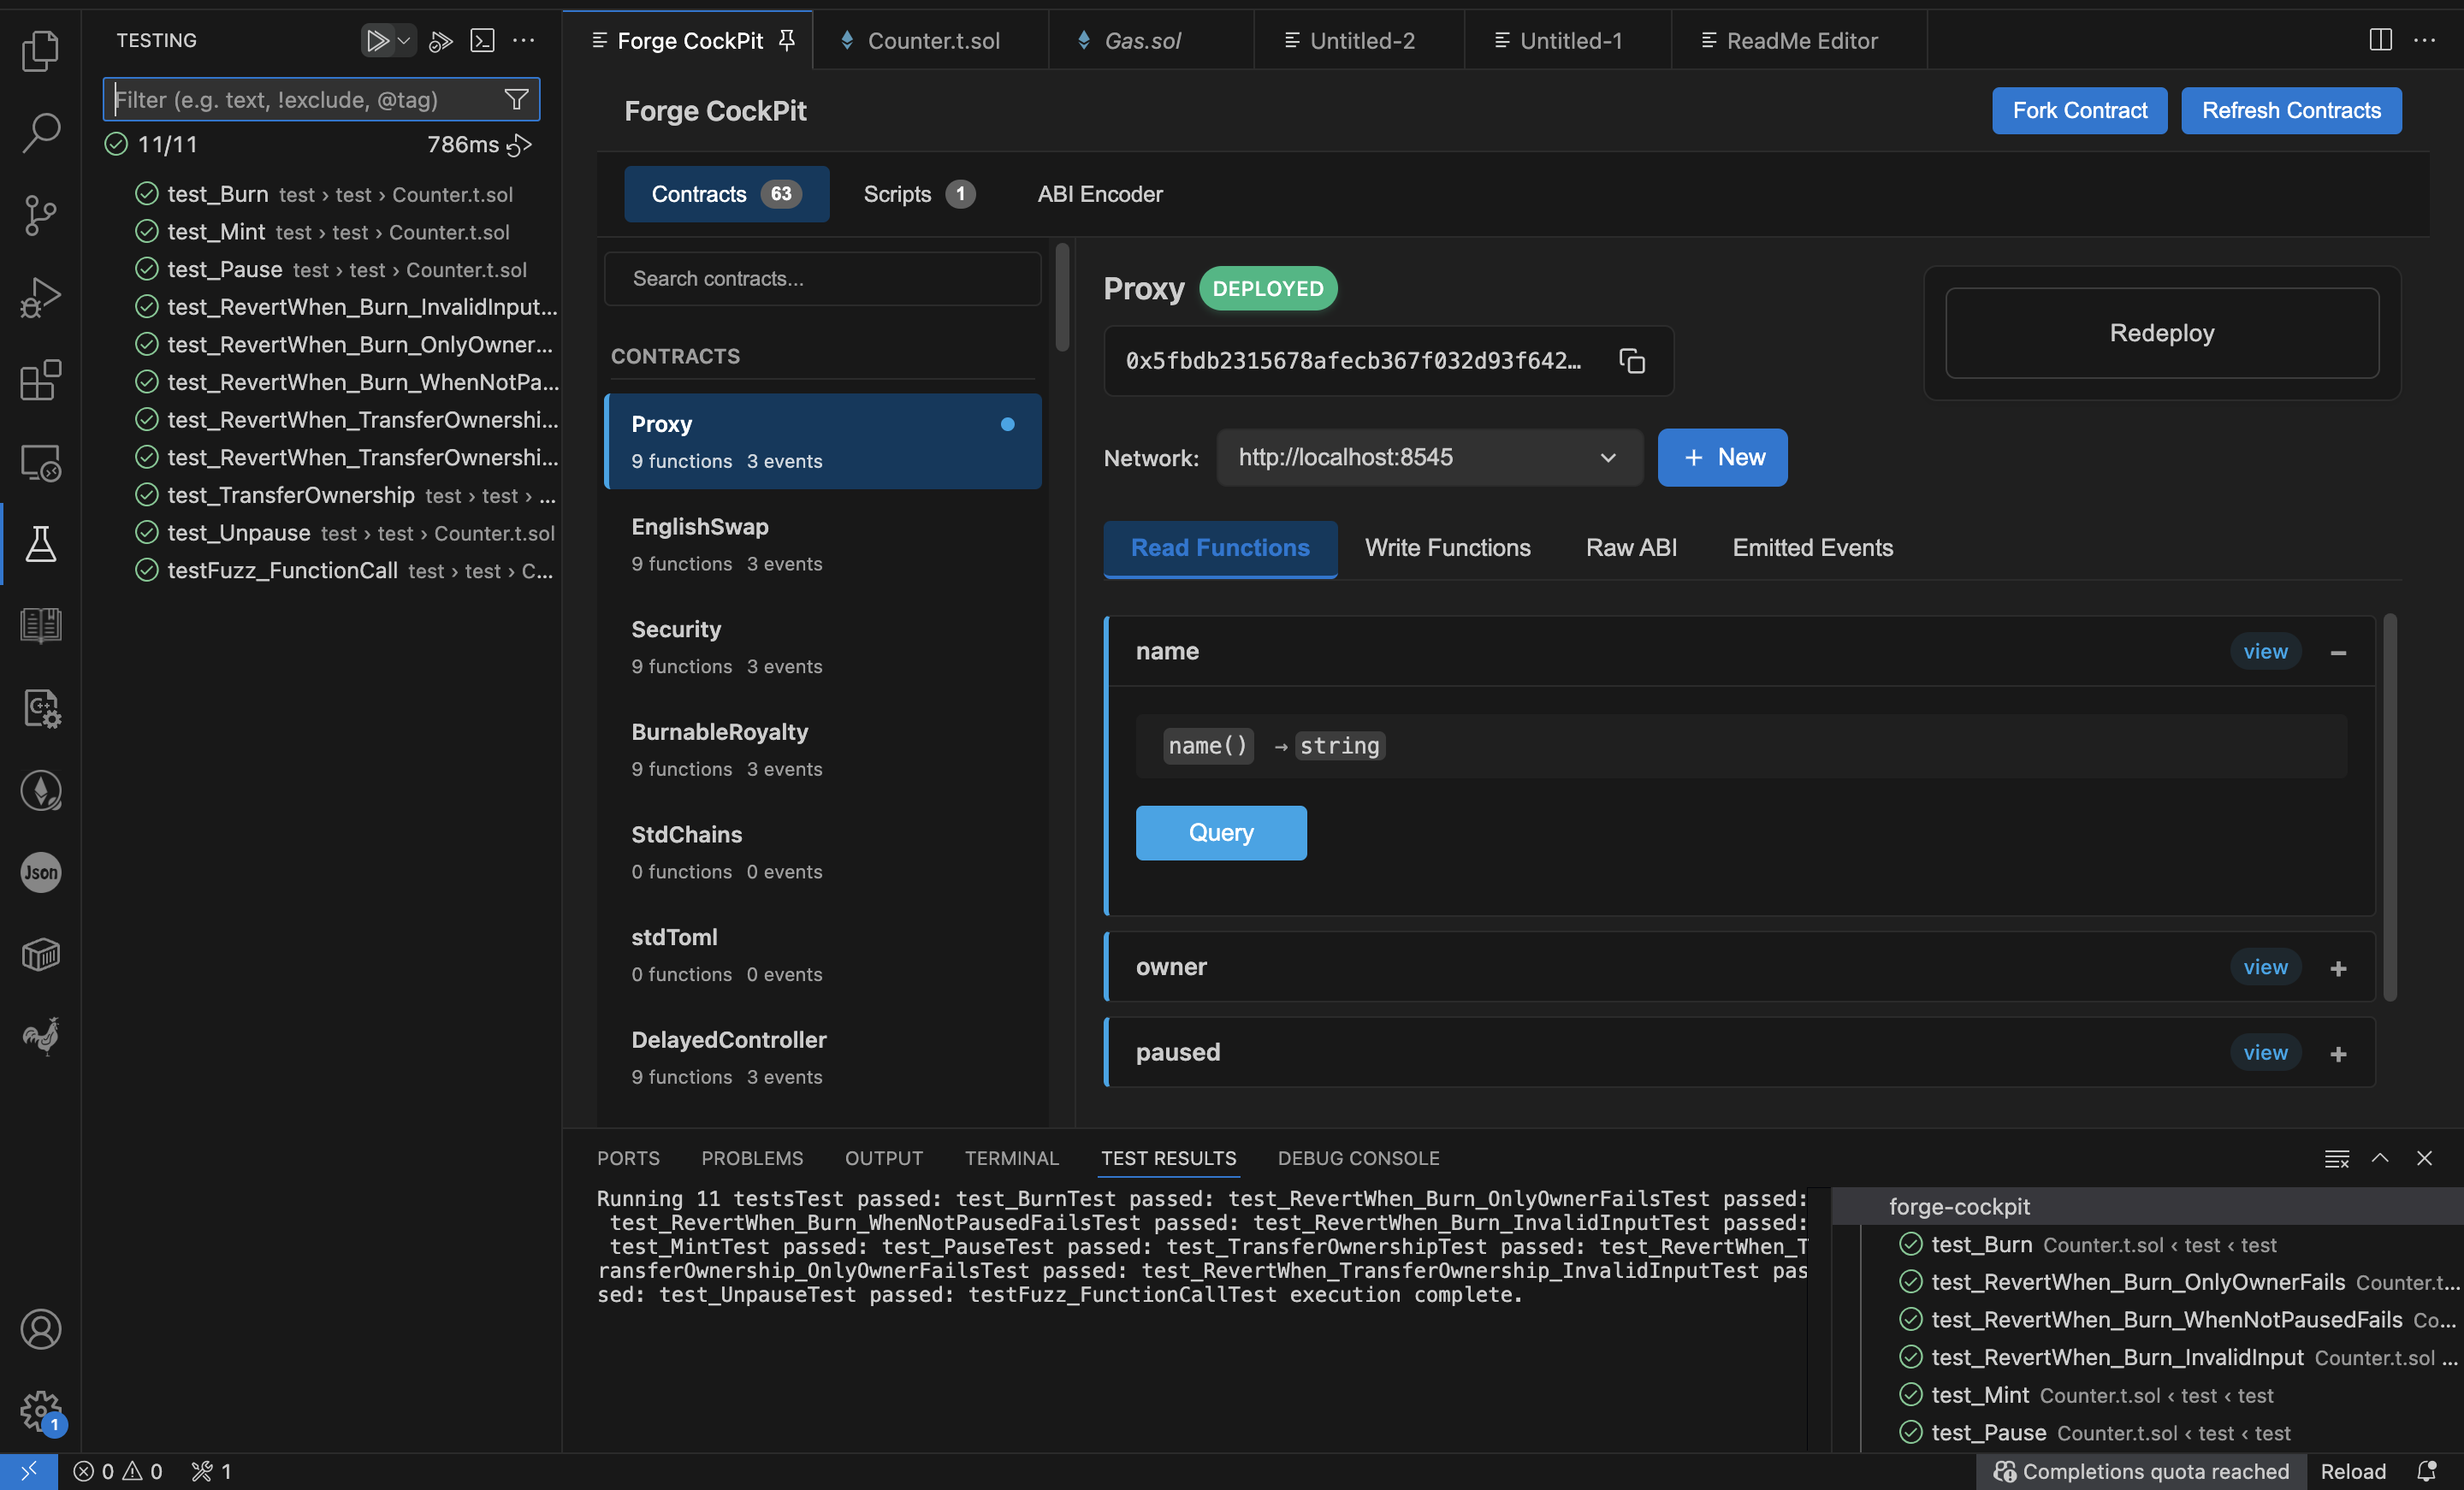 TESTING
Filter (e.g. text, !exclude, @tag)
11/11 786ms
test_Burn test › test › Counter.t.sol
test_Mint test › test › Counter.t.sol
test_Pause test › test › Counter.t.sol
test_RevertWhen_Burn_InvalidInput...
test_RevertWhen_Burn_OnlyOwner...
test_RevertWhen_Burn_WhenNotPa...
test_RevertWhen_TransferOwnershi...
test_RevertWhen_TransferOwnershi...
test_TransferOwnership test › test › ...
test_Unpause test › test › Counter.t.sol
testFuzz_FunctionCall test › test › C...
Json
1
Forge CockPit Counter.t.sol Gas.sol Untitled-2 Untitled-1 ReadMe Editor
Forge CockPit
Fork Contract
Refresh Contracts
Contracts 63 Scripts 1 ABI Encoder
Search contracts...
CONTRACTS
Proxy
9 functions 3 events
EnglishSwap
9 functions 3 events
Security
9 functions 3 events
BurnableRoyalty
9 functions 3 events
StdChains
0 functions 0 events
stdToml
0 functions 0 events
DelayedController
9 functions 3 events
Proxy DEPLOYED
0x5fbdb2315678afecb367f032d93f642...
Redeploy
Network: http://localhost:8545 + New
Read Functions Write Functions Raw ABI Emitted Events
name view −
name() → string
Query
owner view +
paused view +
PORTS PROBLEMS OUTPUT TERMINAL TEST RESULTS DEBUG CONSOLE
Running 11 testsTest passed: test_BurnTest passed: test_RevertWhen_Burn_OnlyOwnerFailsTest passed:
test_RevertWhen_Burn_WhenNotPausedFailsTest passed: test_RevertWhen_Burn_InvalidInputTest passed:
test_MintTest passed: test_PauseTest passed: test_TransferOwnershipTest passed: test_RevertWhen_T
ransferOwnership_OnlyOwnerFailsTest passed: test_RevertWhen_TransferOwnership_InvalidInputTest pas
sed: test_UnpauseTest passed: testFuzz_FunctionCallTest execution complete.
forge-cockpit
test_Burn Counter.t.sol ‹ test ‹ test
test_RevertWhen_Burn_OnlyOwnerFails Counter.t...
test_RevertWhen_Burn_WhenNotPausedFails Co...
test_RevertWhen_Burn_InvalidInput Counter.t.sol ...
test_Mint Counter.t.sol ‹ test ‹ test
test_Pause Counter.t.sol ‹ test ‹ test
0 0 1
Completions quota reached Reload